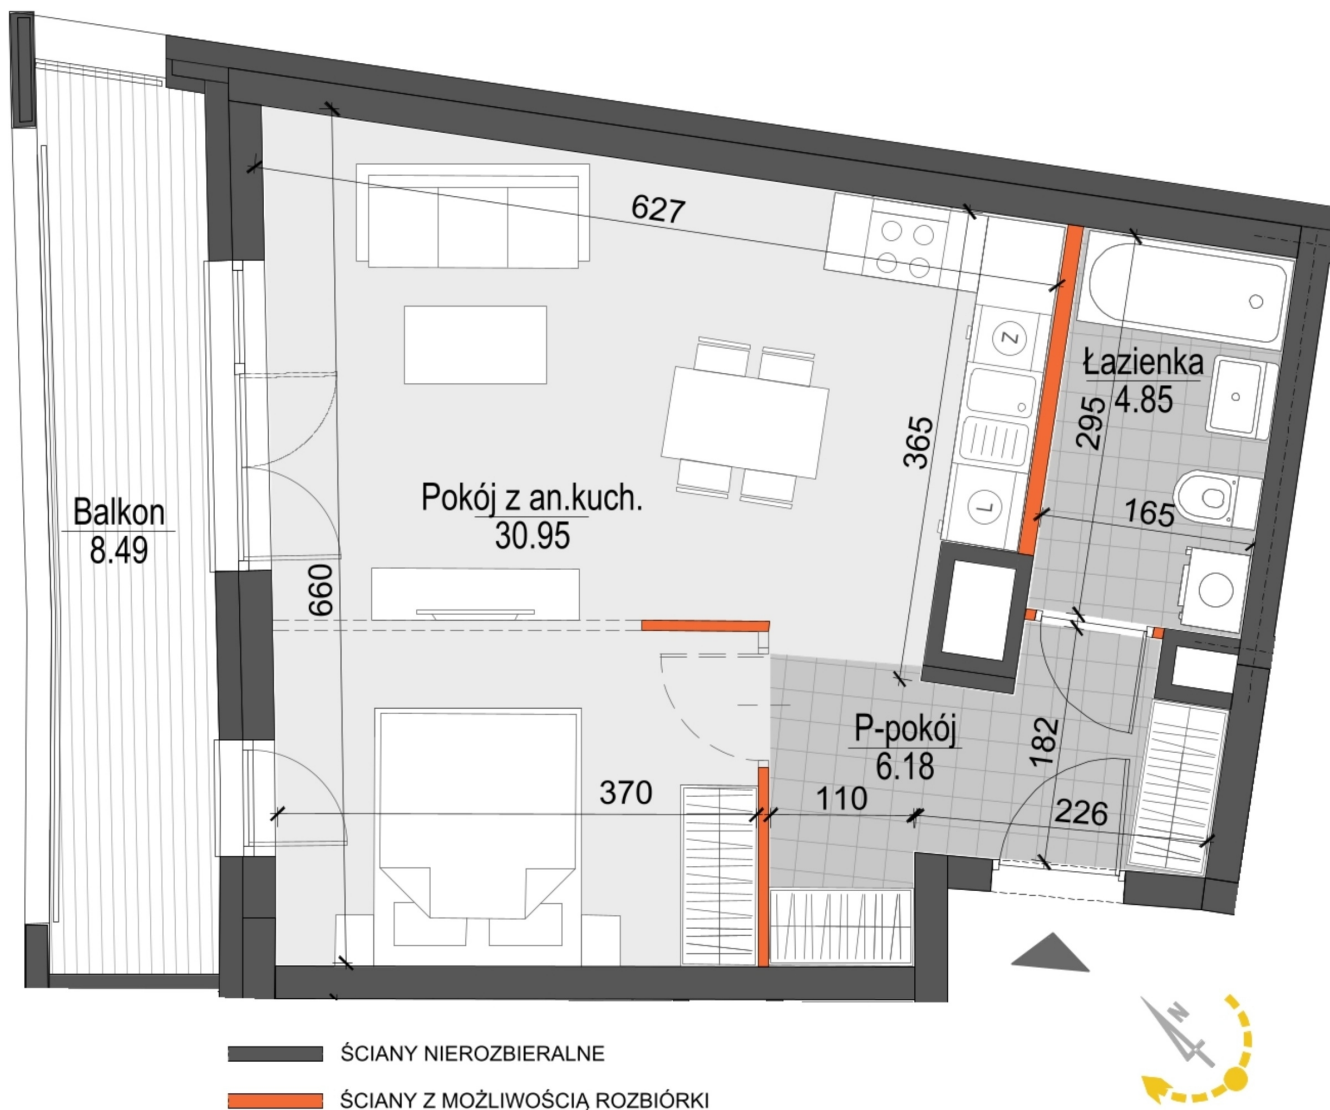 627
Z
Łazienka
4.85
295
365
Pokój z an.kuch.
30.95
L
165
Balkon
8.49
660
P-pokój
6.18
182
370
110
226
N
ŚCIANY NIEROZBIERALNE
ŚCIANY Z MOŻLIWOŚCIĄ ROZBIÓRKI